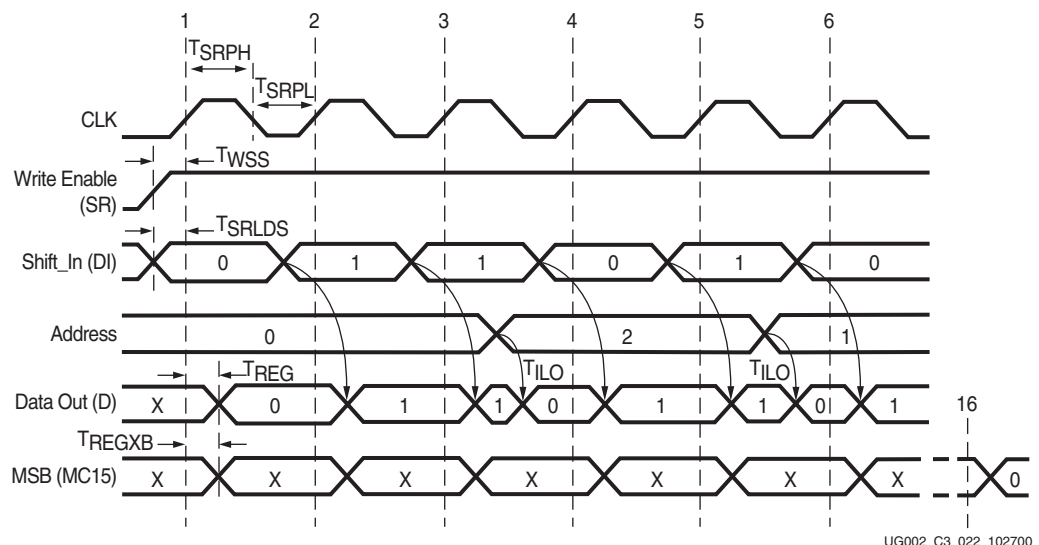 1 2 3 4 5 6
TSRPH
TSRPL
CLK
TWSS
Write Enable
(SR)
TSRLDS
Shift_In (DI) 0 1 1 0 1 0
Address 0 2 1
TREG TILO TILO
Data Out (D) X 0 1 1 0 1 1 0 1
16
TREGXB
MSB (MC15) X X X X X X X 0
UG002_C3_022_102700